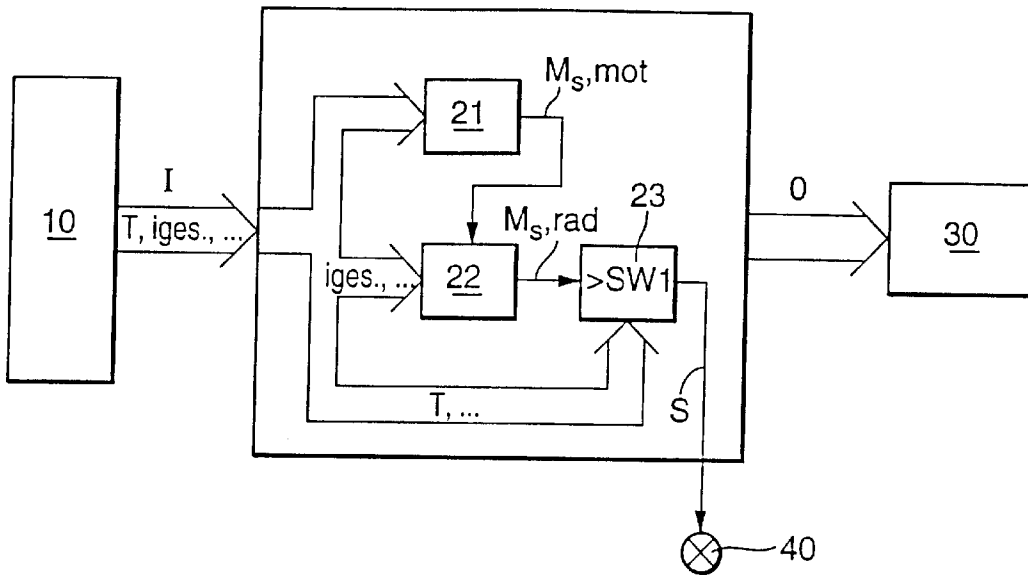 10
I
T, iges., ...
21
Ms,mot
iges., ...
22
Ms,rad
23
>SW1
T, ...
S
0
30
40